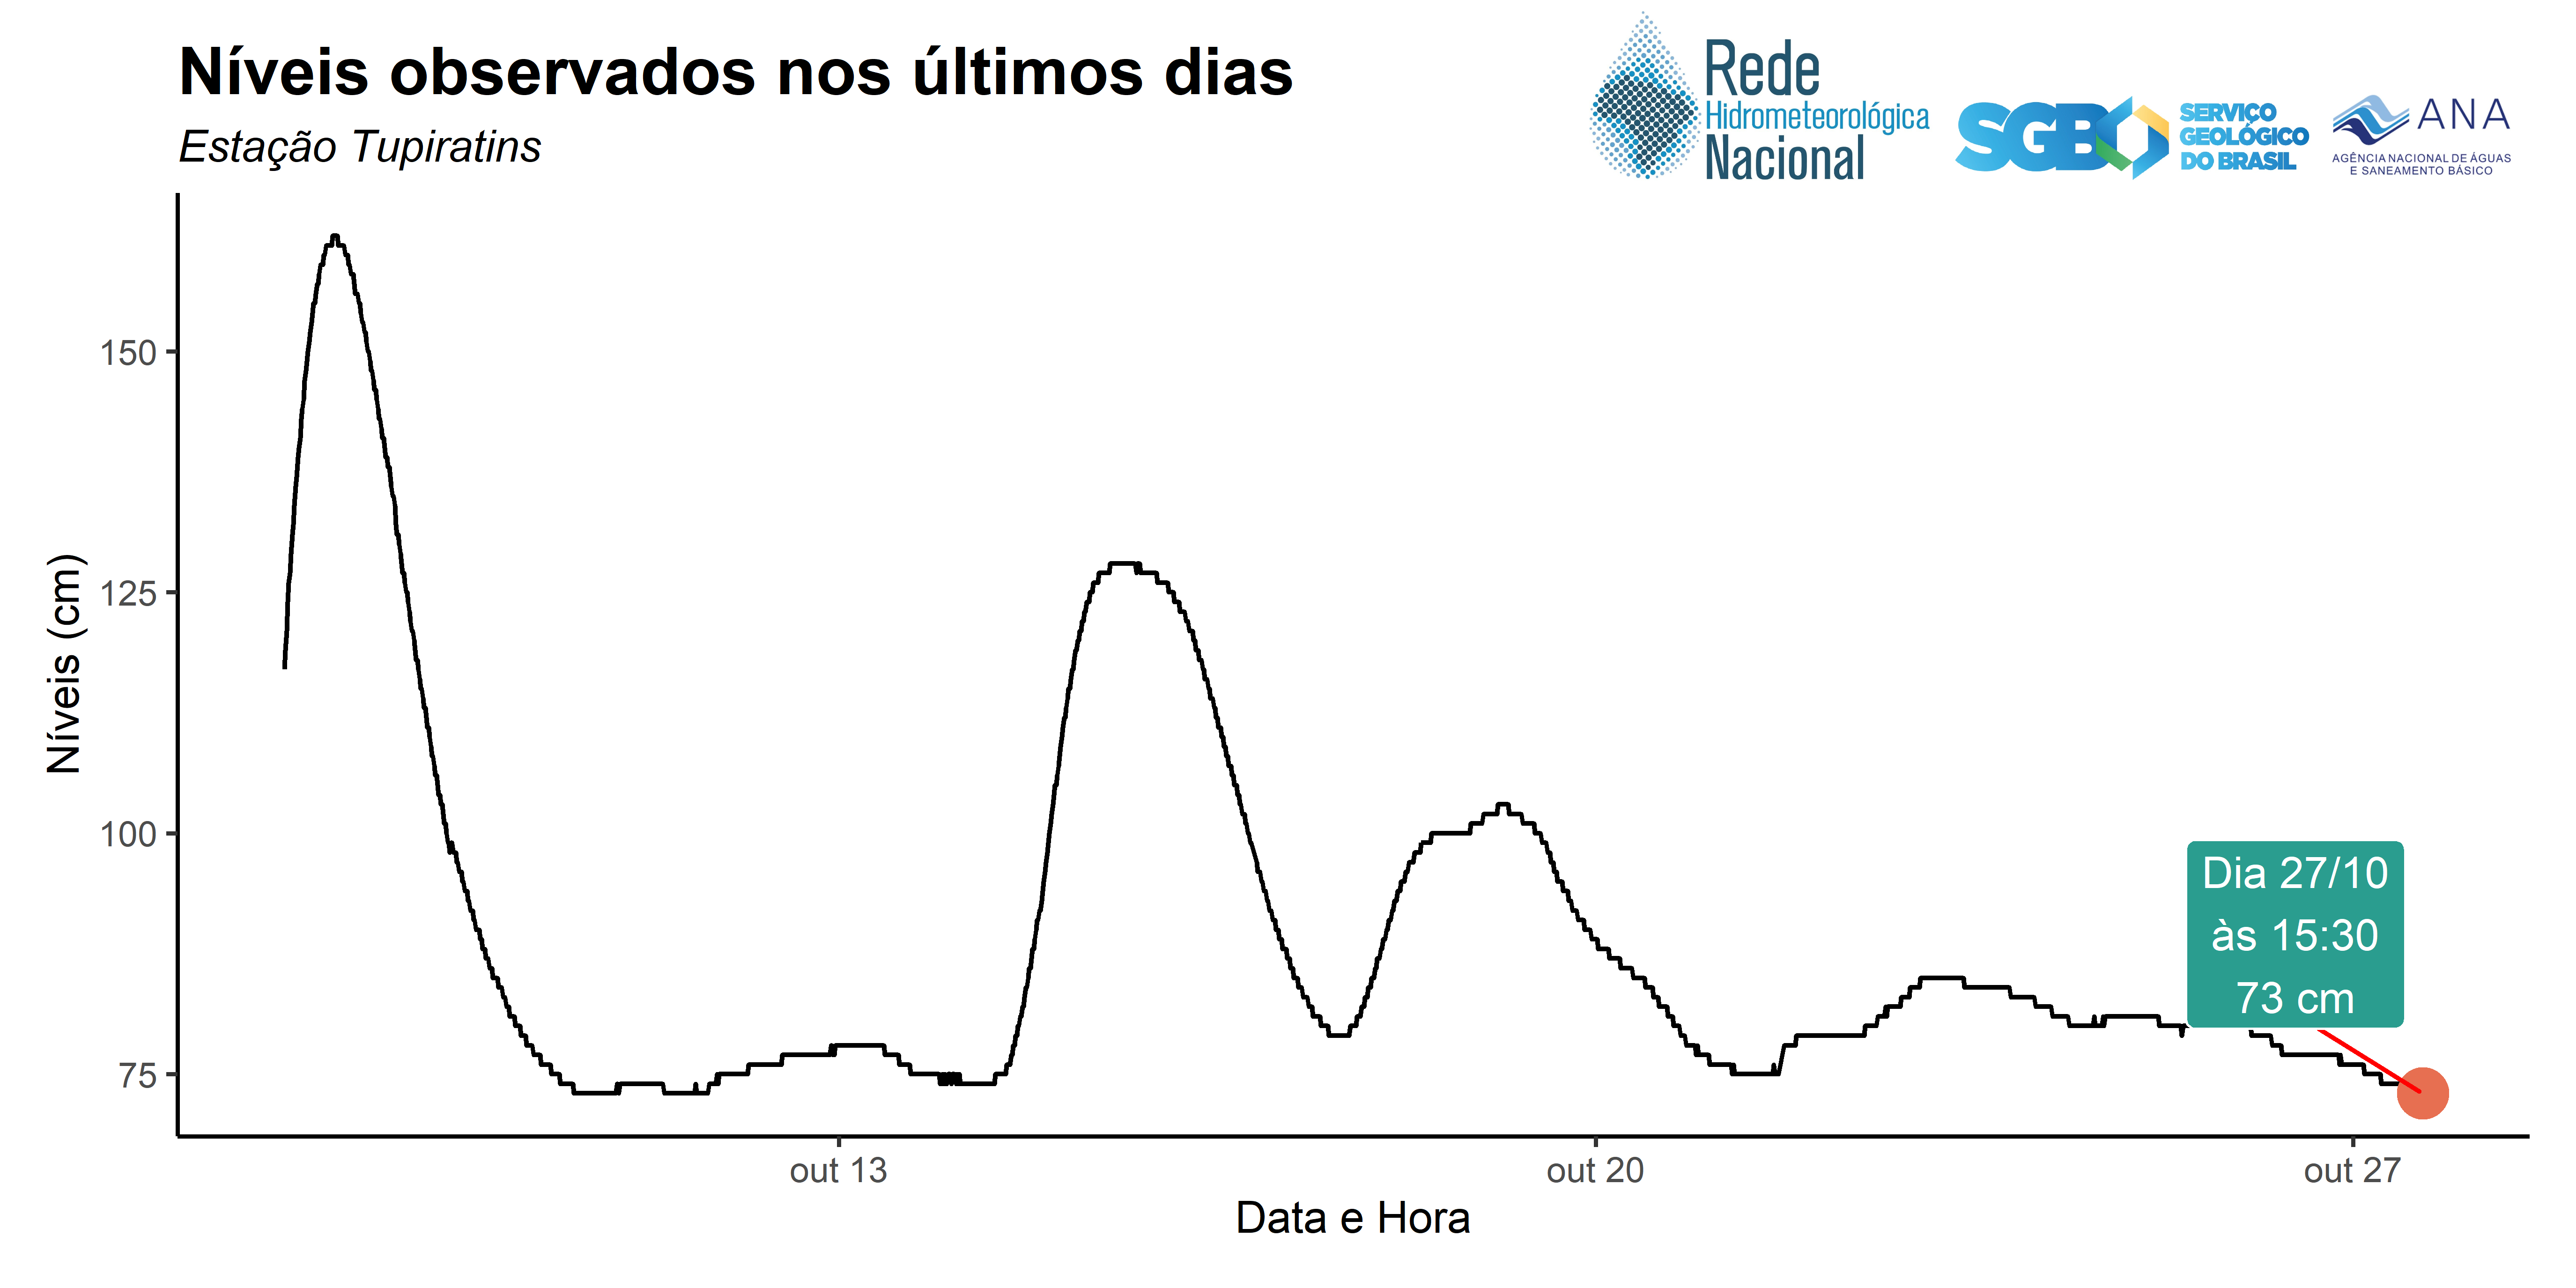 Níveis observados nos últimos dias
Estação Tupiratins
Rede
Hidrometeorológica
Nacional
SGB
SERVIÇO
GEOLÓGICO
DO BRASIL
ANA
AGÊNCIA NACIONAL DE ÁGUAS
E SANEAMENTO BÁSICO
Níveis (cm)
150
125
100
75
Dia 27/10
às 15:30
73 cm
out 13
out 20
out 27
Data e Hora